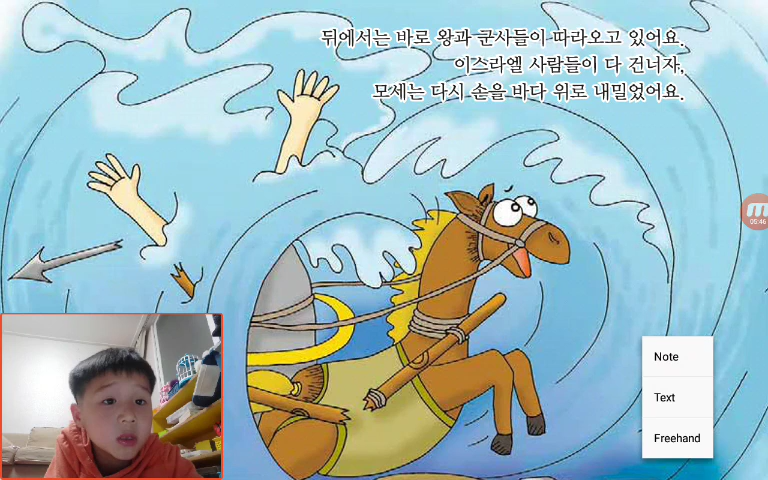 뒤에서는 바로 왕과 군사들이 따라오고 있어요.
이스라엘 사람들이 다 건너자,
모세는 다시 손을 바다 위로 내밀었어요.
05:46
Note
Text
Freehand